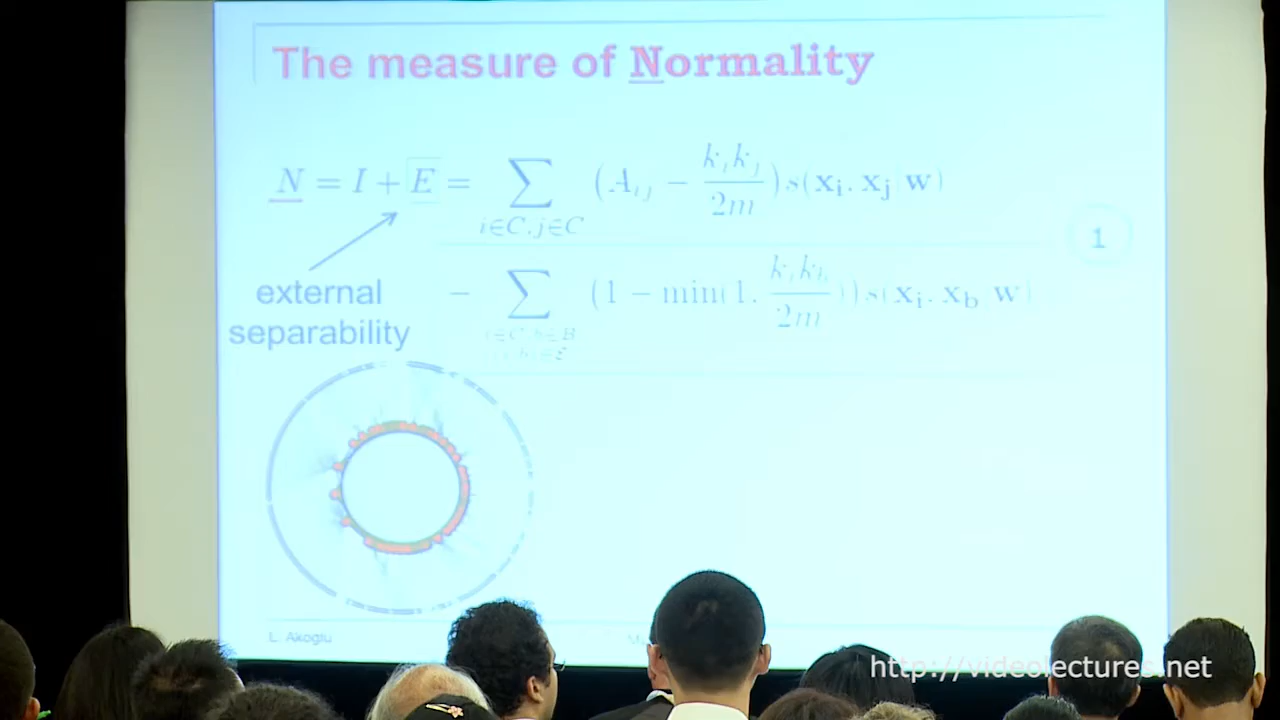 The measure of Normality
N = I + E = ∑ (A_ij − k_i k_j / 2m) s(x_i, x_j|w)
i∈C, j∈C
1
external
separability
− ∑ (1 − min(1, k_i k_b / 2m)) s(x_i, x_b|w)
i∈C, b∈B
L. Akoglu
http://videolectures.net